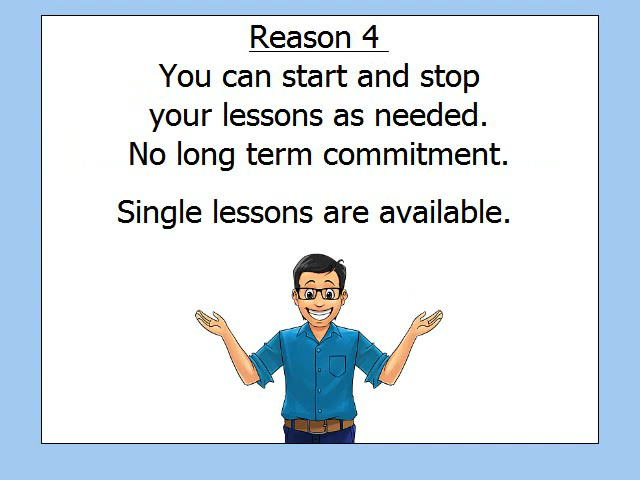 Reason 4
You can start and stop
your lessons as needed.
No long term commitment.
Single lessons are available.